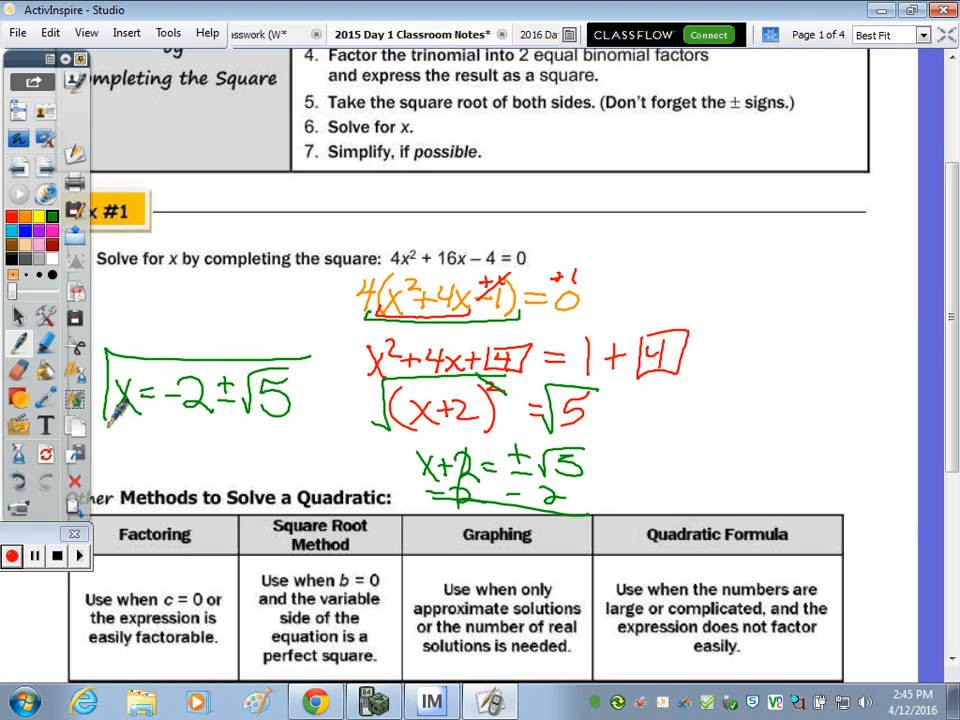 ActivInspire - Studio
File Edit View Insert Tools Help
asswork (W*
2015 Day 1 Classroom Notes*
2016 Da
CLASSFLOW Connect
Page 1 of 4
Best Fit
by
mpleting the Square
4. Factor the trinomial into 2 equal binomial factors
and express the result as a square.
5. Take the square root of both sides. (Don't forget the ± signs.)
6. Solve for x.
7. Simplify, if possible.
x #1
Solve for x by completing the square: 4x² + 16x – 4 = 0
+1 +1
4(x²+4x-1) = 0
x²+4x+4 = 1 + 4
√(x+2)² = √5
x+2 = ±√5
-2 -2
x = -2 ± √5
ther Methods to Solve a Quadratic:
Factoring
Square Root
Method
Graphing
Quadratic Formula
Use when c = 0 or
the expression is
easily factorable.
Use when b = 0
and the variable
side of the
equation is a
perfect square.
Use when only
approximate solutions
or the number of real
solutions is needed.
Use when the numbers are
large or complicated, and the
expression does not factor
easily.
IM
2:45 PM
4/12/2016